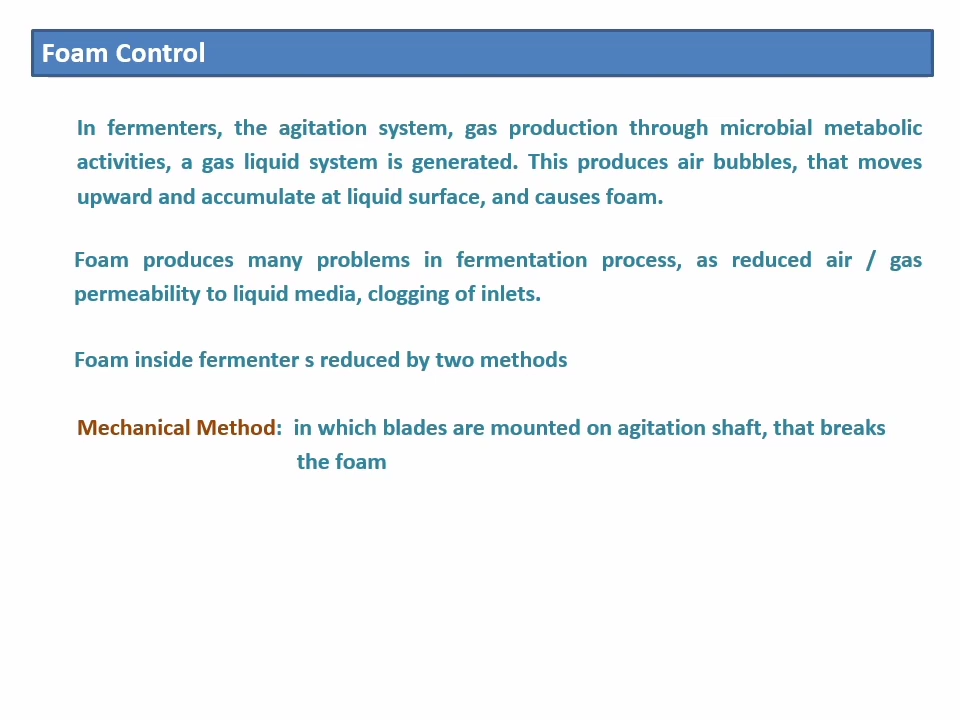 Foam Control
In fermenters, the agitation system, gas production through microbial metabolic
activities, a gas liquid system is generated. This produces air bubbles, that moves
upward and accumulate at liquid surface, and causes foam.
Foam produces many problems in fermentation process, as reduced air / gas
permeability to liquid media, clogging of inlets.
Foam inside fermenter s reduced by two methods
Mechanical Method: in which blades are mounted on agitation shaft, that breaks
the foam